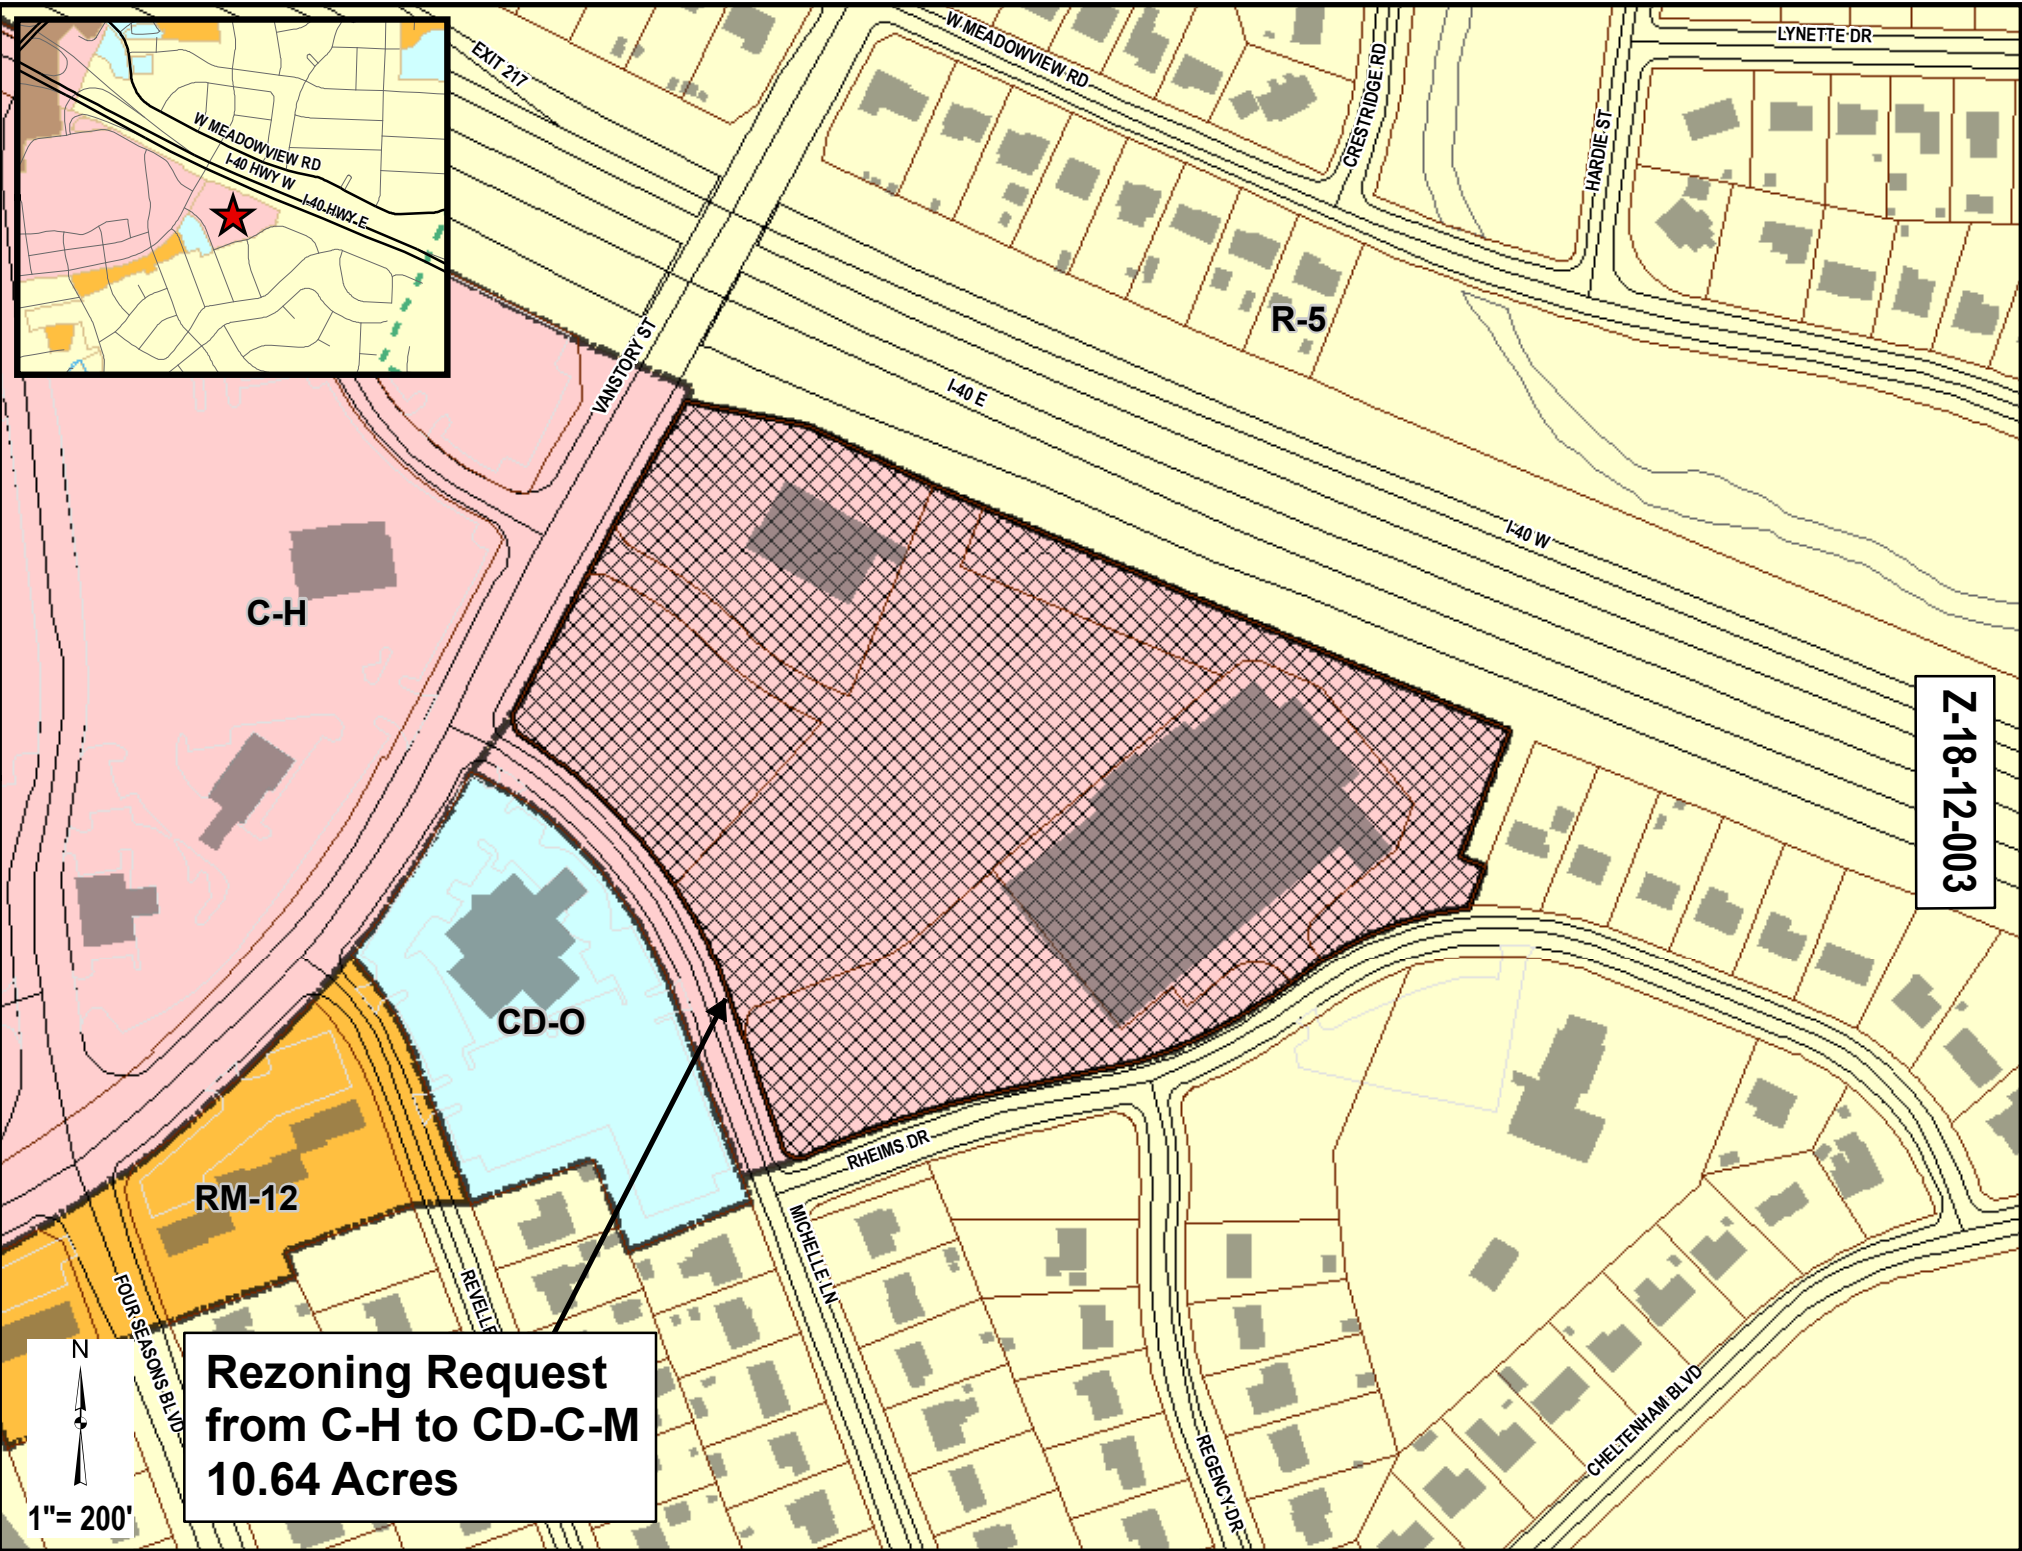 W MEADOWVIEW RD
I-40 HWY W
I-40 HWY E
EXIT 217
W MEADOWVIEW RD
CRESTRIDGE RD
HARDIE ST
LYNETTE DR
VANSTORY ST
R-5
I-40 E
I-40 W
C-H
Z-18-12-003
CD-O
RM-12
RHEIMS DR
MICHELLE LN
FOUR SEASONS BLVD
REGENCY DR
CHELTENHAM BLVD
N
1"= 200'
Rezoning Request
from C-H to CD-C-M
10.64 Acres